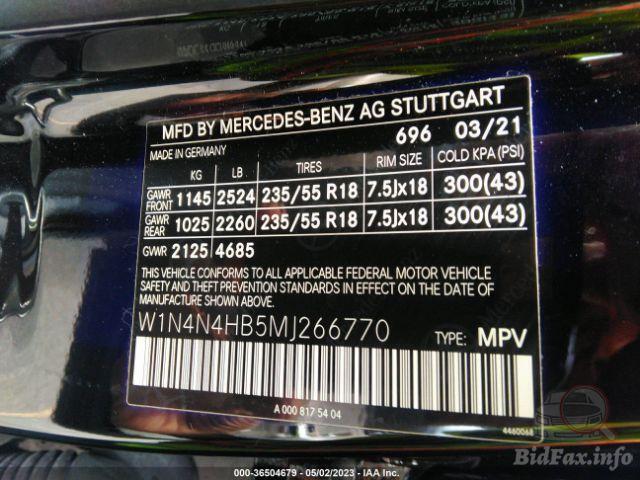 MFD BY MERCEDES-BENZ AG STUTTGART
MADE IN GERMANY 696 03/21
KG LB TIRES RIM SIZE COLD KPA (PSI)
GAWR FRONT 1145 2524 235/55 R18 7.5Jx18 300(43)
GAWR REAR 1025 2260 235/55 R18 7.5Jx18 300(43)
GVWR 2125 4685
THIS VEHICLE CONFORMS TO ALL APPLICABLE FEDERAL MOTOR VEHICLE
SAFETY AND THEFT PREVENTION STANDARDS IN EFFECT ON THE
DATE OF MANUFACTURE SHOWN ABOVE
W1N4N4HB5MJ266770 TYPE: MPV
A 000 817 54 04
4460068
BidFax.info
000-36504679 - 05/02/2023 - IAA Inc.